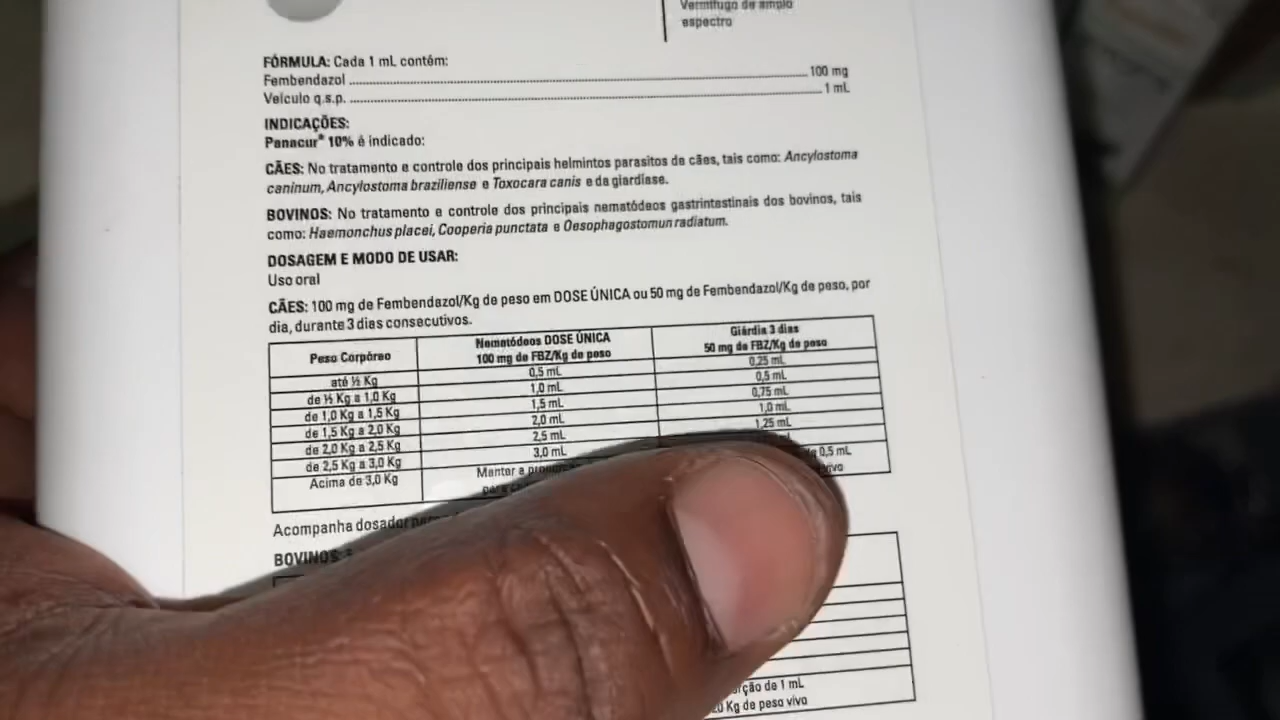 Vermífugo de amplo
espectro
FÓRMULA: Cada 1 mL contém:
Fembendazol ........ 100 mg
Veículo q.s.p. ........ 1 mL
INDICAÇÕES:
Panacur® 10% é indicado:
CÃES: No tratamento e controle dos principais helmintos parasitos de cães, tais como: Ancylostoma
caninum, Ancylostoma braziliense e Toxocara canis e da giardíase.
BOVINOS: No tratamento e controle dos principais nematódeos gastrintestinais dos bovinos, tais
como: Haemonchus placei, Cooperia punctata e Oesophagostomun radiatum.
DOSAGEM E MODO DE USAR:
Uso oral
CÃES: 100 mg de Fembendazol/Kg de peso em DOSE ÚNICA ou 50 mg de Fembendazol/Kg de peso, por
dia, durante 3 dias consecutivos.
Peso Corpóreo
Nematódeos DOSE ÚNICA
100 mg de FBZ/Kg de peso
Giárdia 3 dias
50 mg de FBZ/Kg de peso
até ½ Kg 0,5 mL 0,25 mL
de ½ Kg a 1,0 Kg 1,0 mL 0,5 mL
de 1,0 Kg a 1,5 Kg 1,5 mL 0,75 mL
de 1,5 Kg a 2,0 Kg 2,0 mL 1,0 mL
de 2,0 Kg a 2,5 Kg 2,5 mL 1,25 mL
de 2,5 Kg a 3,0 Kg 3,0 mL
Acima de 3,0 Kg Manter a 0,5 mL
para
Acompanha dosador
BOVINOS:
de 1 mL
Kg de peso vivo